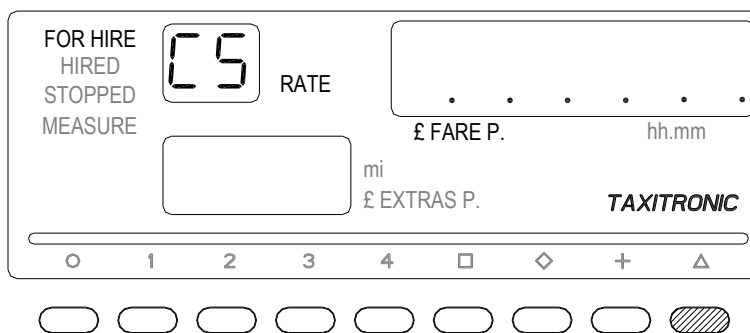 FOR HIRE
HIRED
STOPPED
MEASURE
C5
RATE
. . . . . .
£ FARE P.
hh.mm
mi
£ EXTRAS P.
TAXITRONIC
1 2 3 4 +